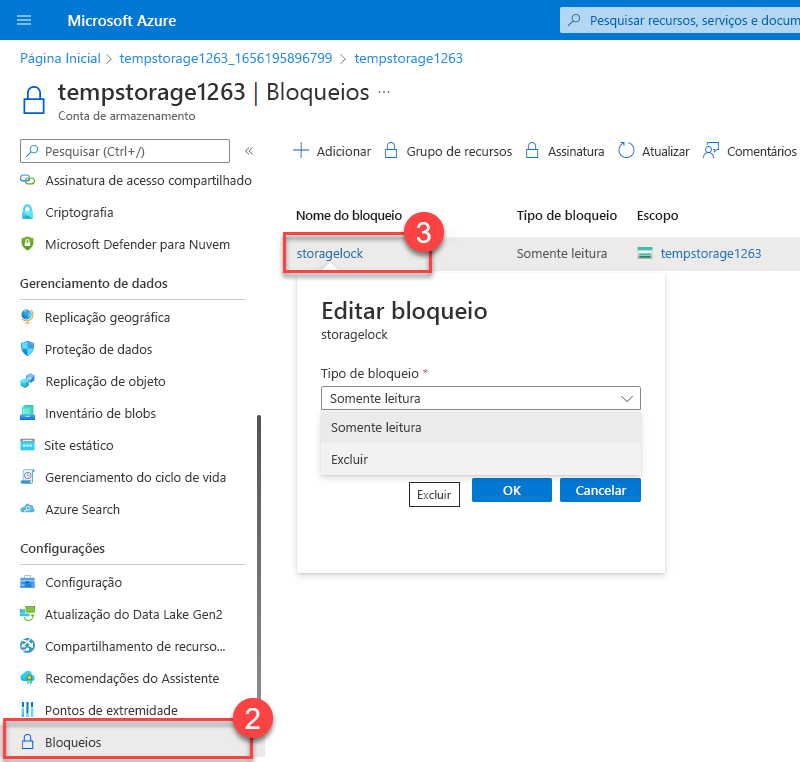 Microsoft Azure
Pesquisar recursos, serviços e docum
Página Inicial > tempstorage1263_1656195896799 > tempstorage1263
tempstorage1263 | Bloqueios ...
Conta de armazenamento
Pesquisar (Ctrl+/)
«
Assinatura de acesso compartilhado
Criptografia
Microsoft Defender para Nuvem
Gerenciamento de dados
Replicação geográfica
Proteção de dados
Replicação de objeto
Inventário de blobs
Site estático
Gerenciamento do ciclo de vida
Azure Search
Configurações
Configuração
Atualização do Data Lake Gen2
Compartilhamento de recurso...
Recomendações do Assistente
Pontos de extremidade
2
Bloqueios
Adicionar Grupo de recursos Assinatura Atualizar Comentários
Nome do bloqueio Tipo de bloqueio Escopo
3
storagelock Somente leitura tempstorage1263
Editar bloqueio
storagelock
Tipo de bloqueio *
Somente leitura
Somente leitura
Excluir
Excluir
OK Cancelar